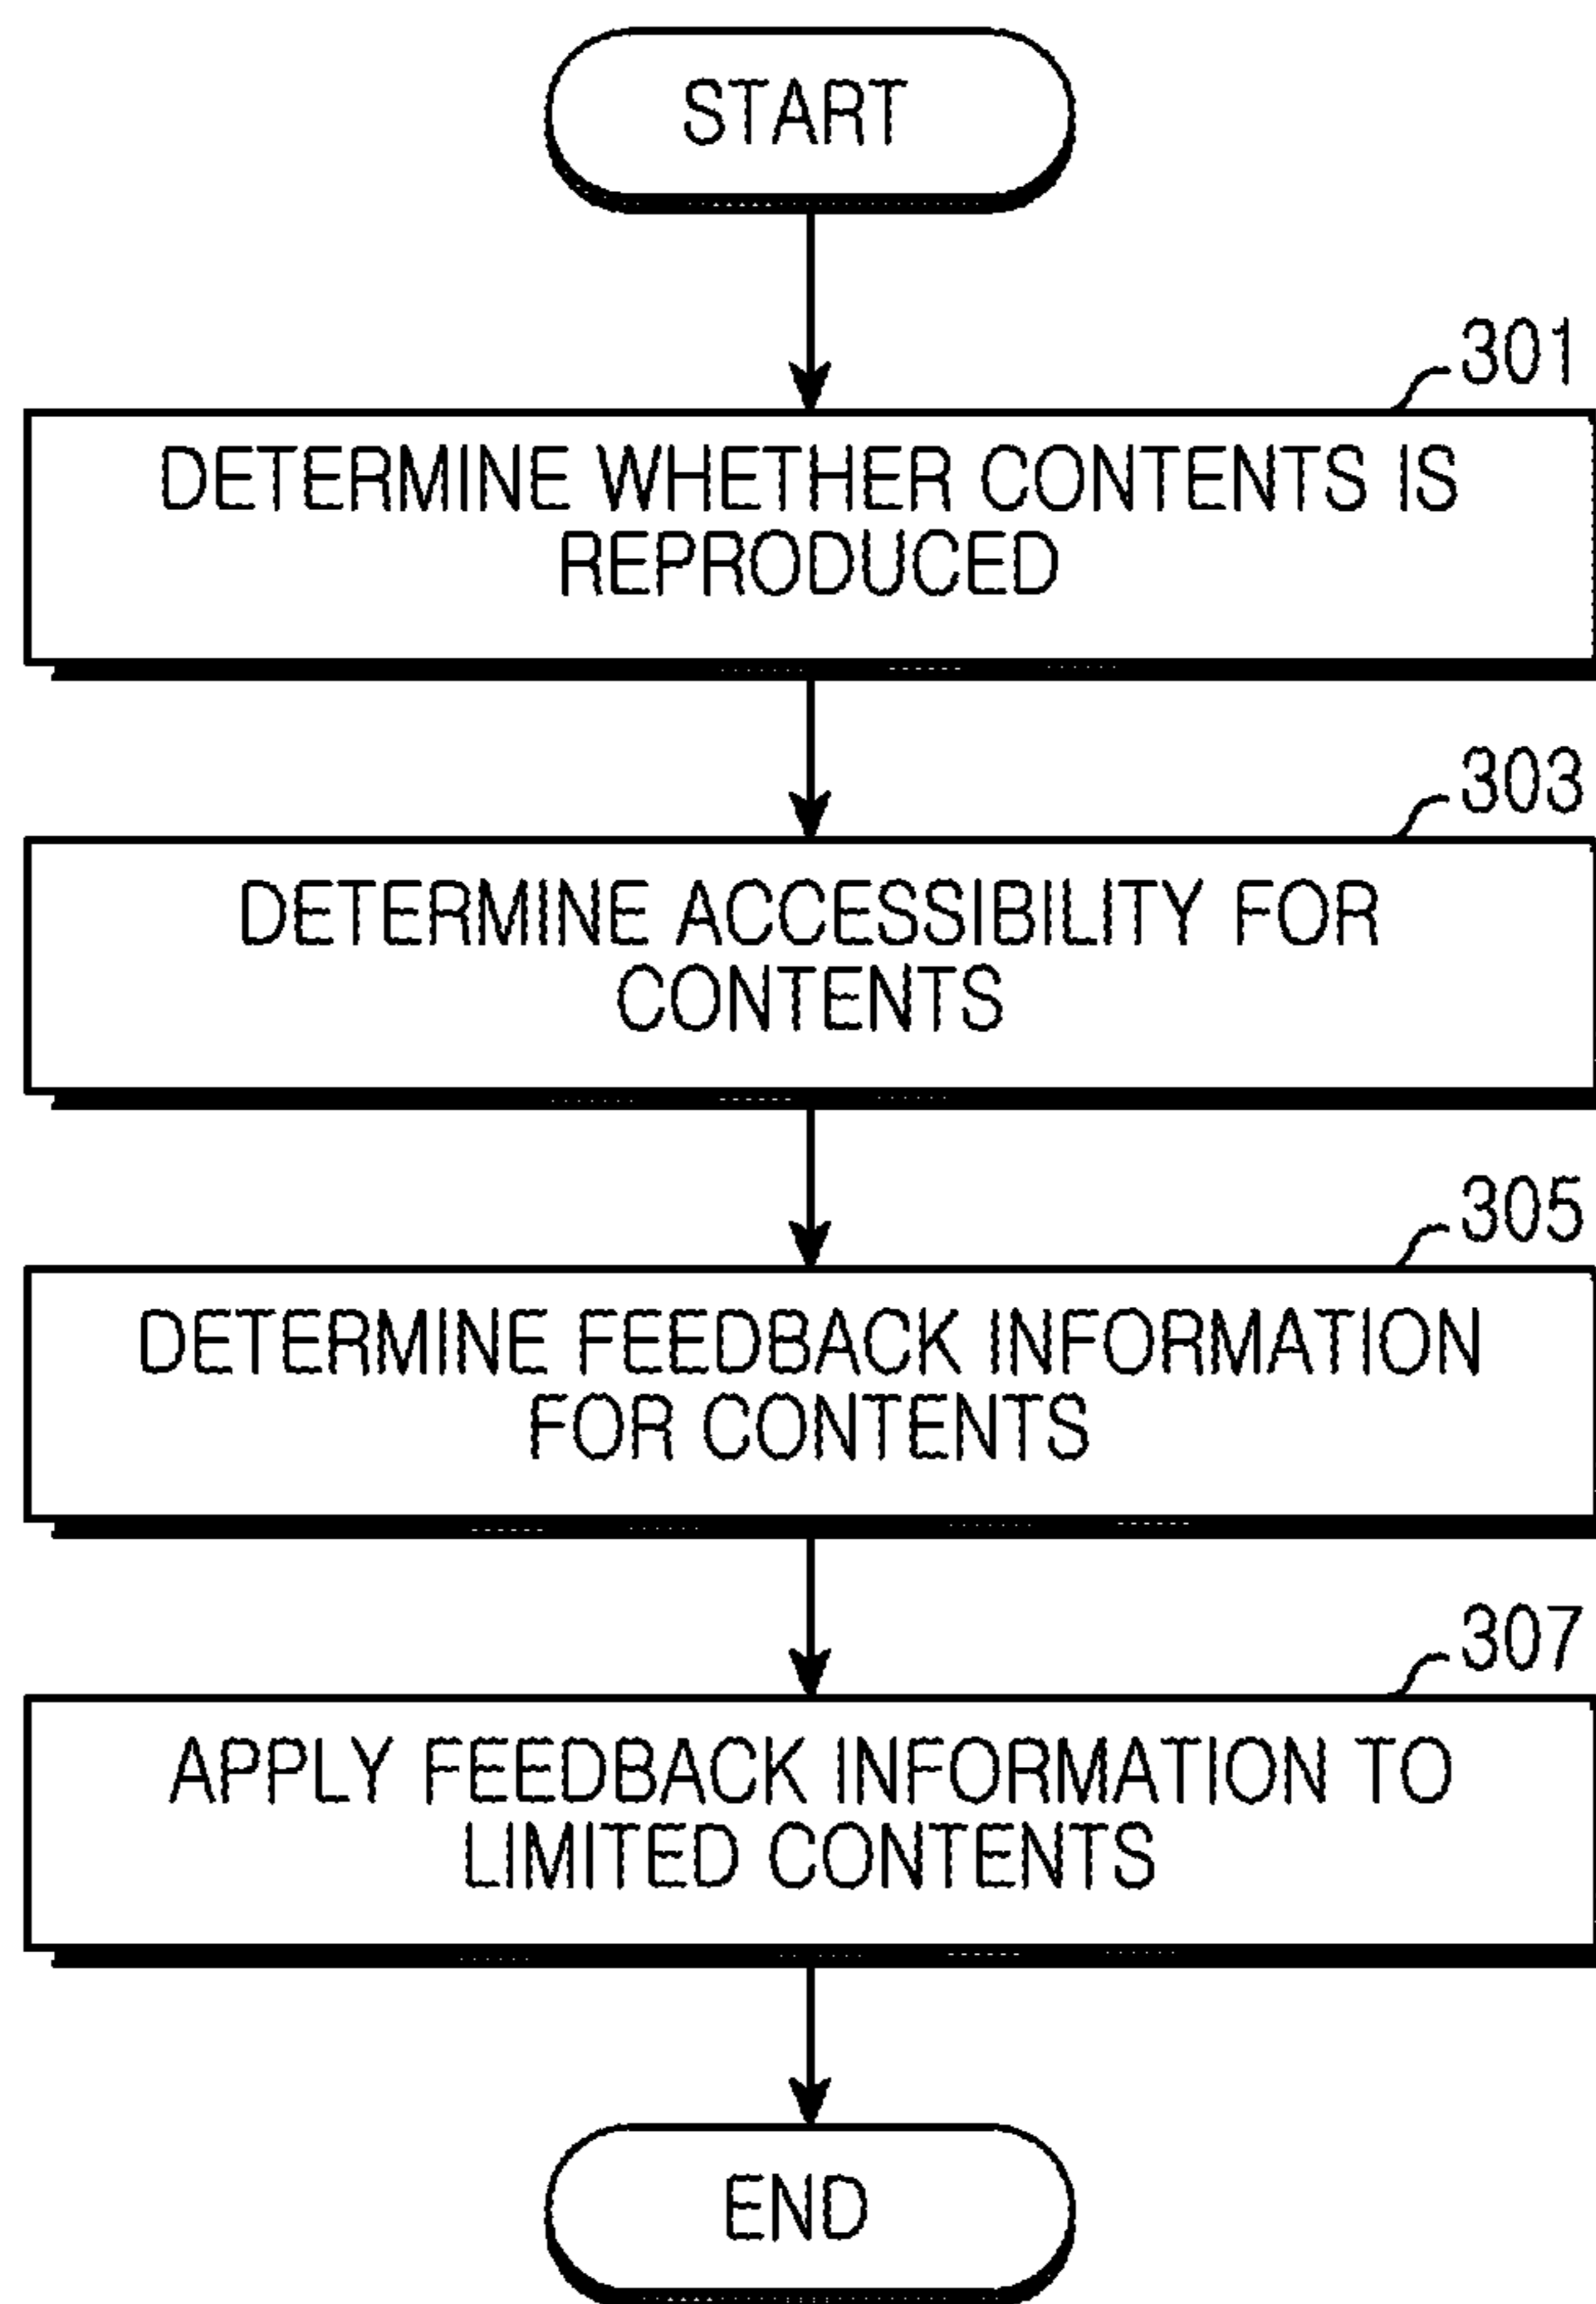 START
301
DETERMINE WHETHER CONTENTS IS
REPRODUCED
303
DETERMINE ACCESSIBILITY FOR
CONTENTS
305
DETERMINE FEEDBACK INFORMATION
FOR CONTENTS
307
APPLY FEEDBACK INFORMATION TO
LIMITED CONTENTS
END